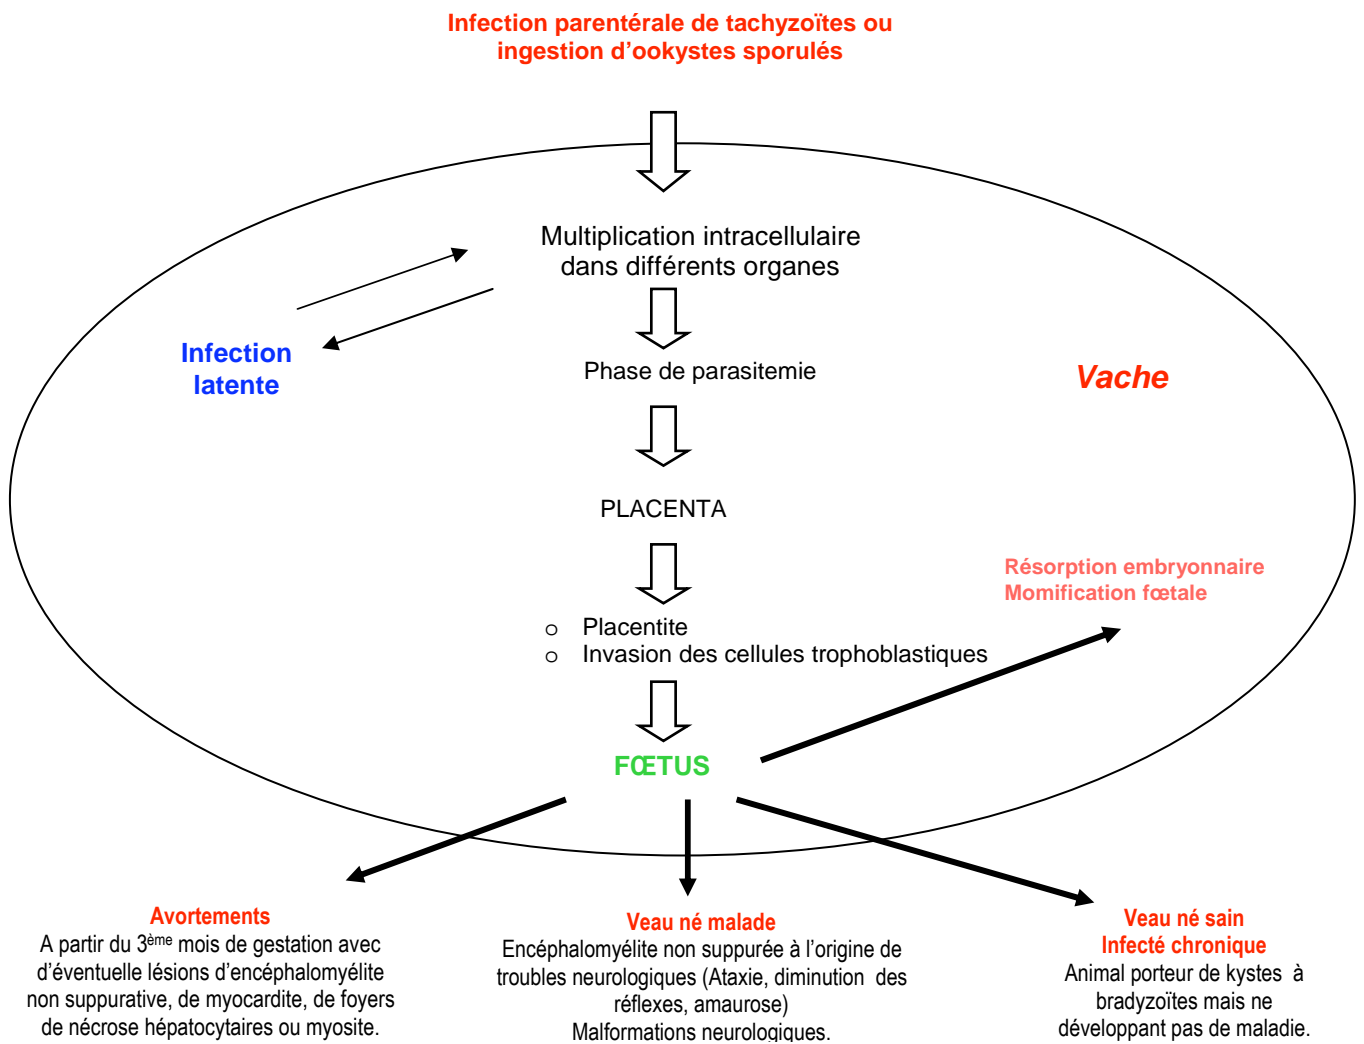 Infection parentérale de tachyzoïtes ou
ingestion d'ookystes sporulés
Multiplication intracellulaire
dans différents organes
Infection
latente
Phase de parasitemie
Vache
PLACENTA
Résorption embryonnaire
Momification fœtale
o Placentite
o Invasion des cellules trophoblastiques
FŒTUS
Avortements
A partir du 3ème mois de gestation avec
d'éventuelle lésions d'encéphalomyélite
non suppurative, de myocardite, de foyers
de nécrose hépatocytaires ou myosite.
Veau né malade
Encéphalomyélite non suppurée à l'origine de
troubles neurologiques (Ataxie, diminution des
réflexes, amaurose)
Malformations neurologiques.
Veau né sain
Infecté chronique
Animal porteur de kystes à
bradyzoïtes mais ne
développant pas de maladie.